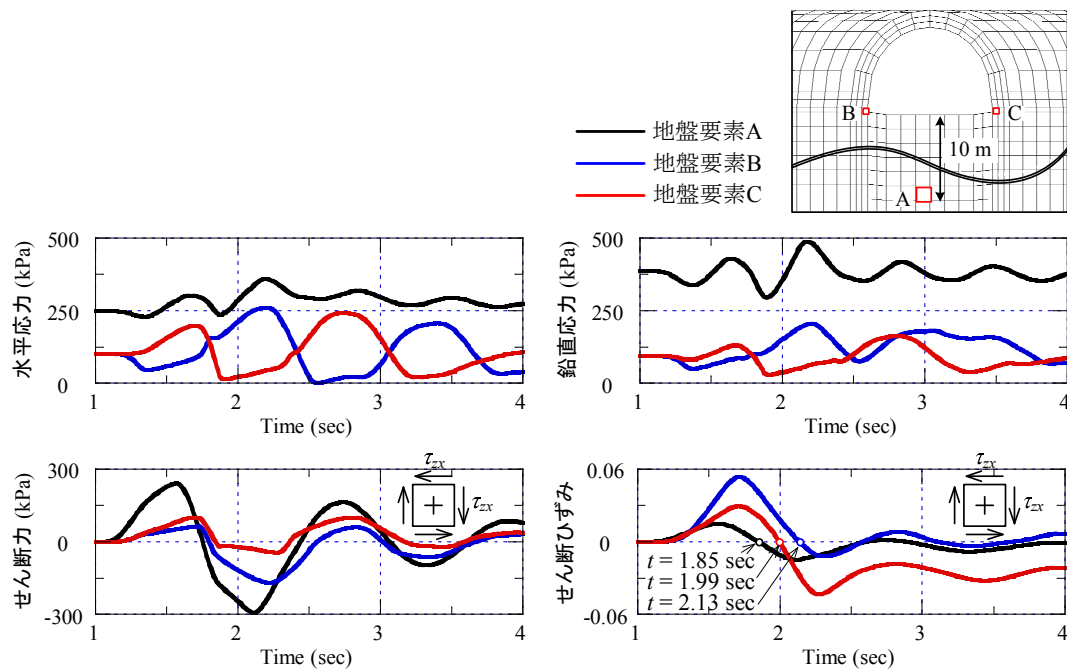 B
C
10 m
A
地盤要素A
地盤要素B
地盤要素C
水平応力 (kPa)
500
250
0
1
2
3
4
Time (sec)
鉛直応力 (kPa)
500
250
0
1
2
3
4
Time (sec)
せん断力 (kPa)
300
0
-300
τzx
τzx
1
2
3
4
Time (sec)
せん断ひずみ
0.06
0
-0.06
τzx
τzx
t = 1.85 sec
t = 1.99 sec
t = 2.13 sec
1
2
3
4
Time (sec)